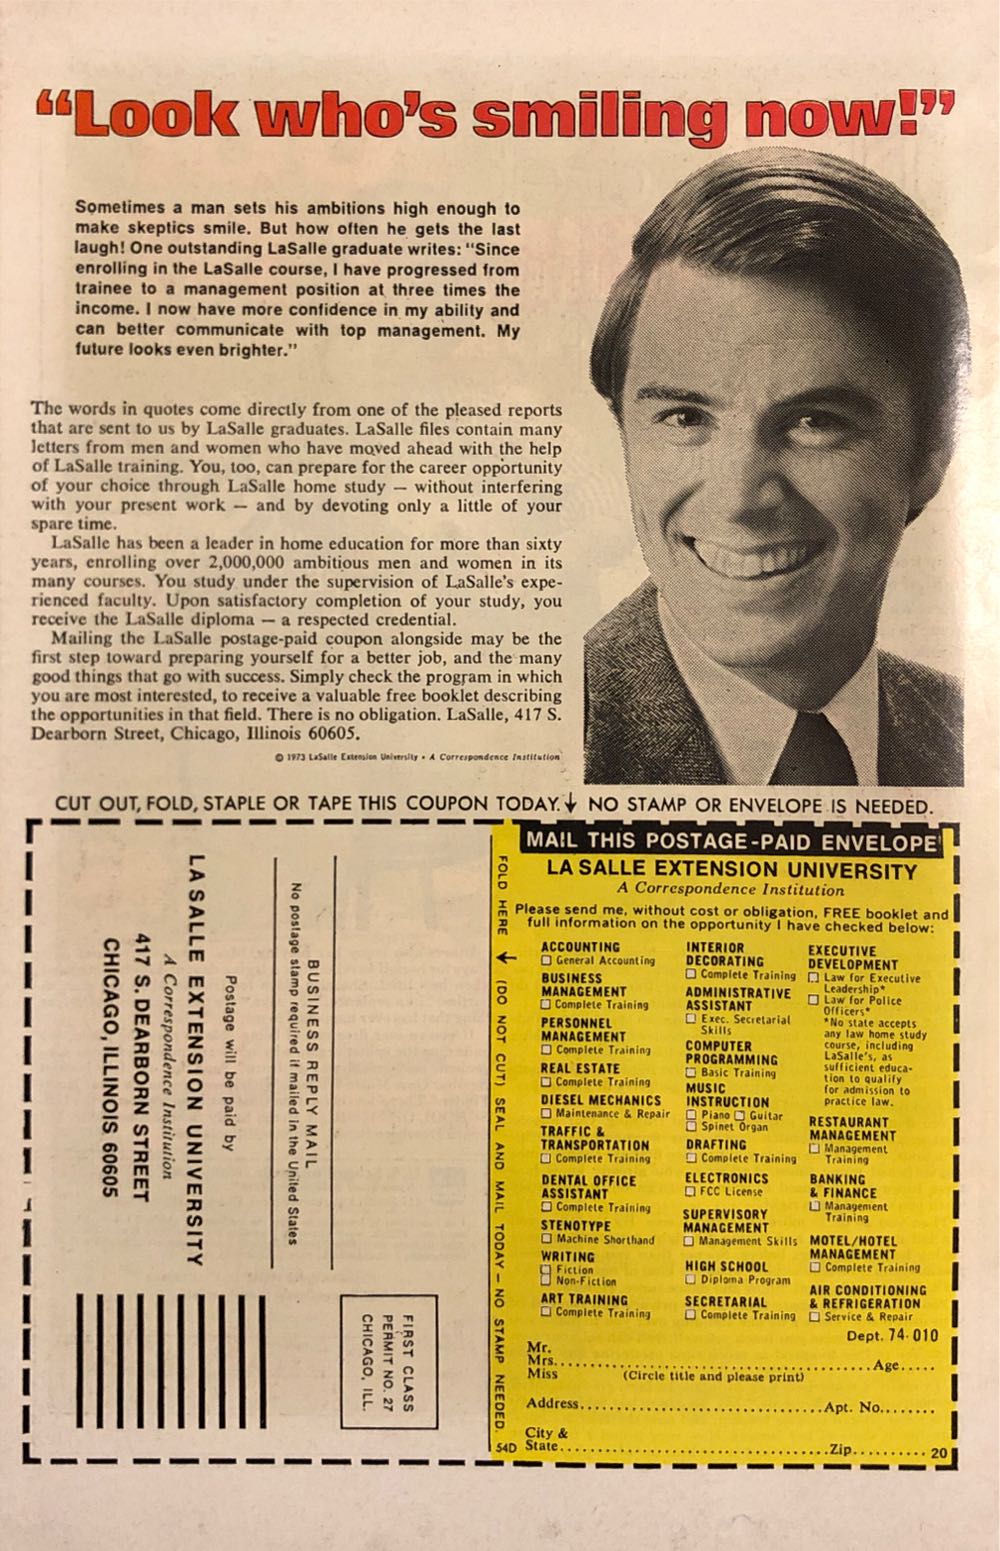 “Look who's smiling now!”
Sometimes a man sets his ambitions high enough to
make skeptics smile. But how often he gets the last
laugh! One outstanding LaSalle graduate writes: "Since
enrolling in the LaSalle course, I have progressed from
trainee to a management position at three times the
income. I now have more confidence in my ability and
can better communicate with top management. My
future looks even brighter."
The words in quotes come directly from one of the pleased reports
that are sent to us by LaSalle graduates. LaSalle files contain many
letters from men and women who have moved ahead with the help
of LaSalle training. You, too, can prepare for the career opportunity
of your choice through LaSalle home study — without interfering
with your present work — and by devoting only a little of your
spare time.
LaSalle has been a leader in home education for more than sixty
years, enrolling over 2,000,000 ambitious men and women in its
many courses. You study under the supervision of LaSalle's expe-
rienced faculty. Upon satisfactory completion of your study, you
receive the LaSalle diploma — a respected credential.
Mailing the LaSalle postage-paid coupon alongside may be the
first step toward preparing yourself for a better job, and the many
good things that go with success. Simply check the program in which
you are most interested, to receive a valuable free booklet describing
the opportunities in that field. There is no obligation. LaSalle, 417 S.
Dearborn Street, Chicago, Illinois 60605.
© 1973 LaSalle Extension University • A Correspondence Institution
CUT OUT, FOLD, STAPLE OR TAPE THIS COUPON TODAY. ↓ NO STAMP OR ENVELOPE IS NEEDED.
FIRST CLASS
PERMIT NO. 27
CHICAGO, ILL.
BUSINESS REPLY MAIL
No postage stamp required if mailed in the United States
Postage will be paid by
LA SALLE EXTENSION UNIVERSITY
A Correspondence Institution
417 S. DEARBORN STREET
CHICAGO, ILLINOIS 60605
FOLD HERE ↓ (DO NOT CUT) SEAL AND MAIL TODAY — NO STAMP NEEDED.
54D
MAIL THIS POSTAGE-PAID ENVELOPE
LA SALLE EXTENSION UNIVERSITY
A Correspondence Institution
Please send me, without cost or obligation, FREE booklet and
full information on the opportunity I have checked below:
ACCOUNTING
☐ General Accounting
BUSINESS
MANAGEMENT
☐ Complete Training
PERSONNEL
MANAGEMENT
☐ Complete Training
REAL ESTATE
☐ Complete Training
DIESEL MECHANICS
☐ Maintenance & Repair
TRAFFIC &
TRANSPORTATION
☐ Complete Training
DENTAL OFFICE
ASSISTANT
☐ Complete Training
STENOTYPE
☐ Machine Shorthand
WRITING
☐ Fiction
☐ Non-Fiction
ART TRAINING
☐ Complete Training
INTERIOR
DECORATING
☐ Complete Training
ADMINISTRATIVE
ASSISTANT
☐ Exec. Secretarial
Skills
COMPUTER
PROGRAMMING
☐ Basic Training
MUSIC
INSTRUCTION
☐ Piano ☐ Guitar
☐ Spinet Organ
DRAFTING
☐ Complete Training
ELECTRONICS
☐ FCC License
SUPERVISORY
MANAGEMENT
☐ Management Skills
HIGH SCHOOL
☐ Diploma Program
SECRETARIAL
☐ Complete Training
EXECUTIVE
DEVELOPMENT
☐ Law for Executive
Leadership*
☐ Law for Police
Officers*
*No state accepts
any law home study
course, including
LaSalle's, as
sufficient educa-
tion to qualify
for admission to
practice law.
RESTAURANT
MANAGEMENT
☐ Management
Training
BANKING
& FINANCE
☐ Management
Training
MOTEL/HOTEL
MANAGEMENT
☐ Complete Training
AIR CONDITIONING
& REFRIGERATION
☐ Service & Repair
Dept. 74-010
Mr.
Mrs. Age
Miss (Circle title and please print)
Address Apt. No.
City &
State Zip 20